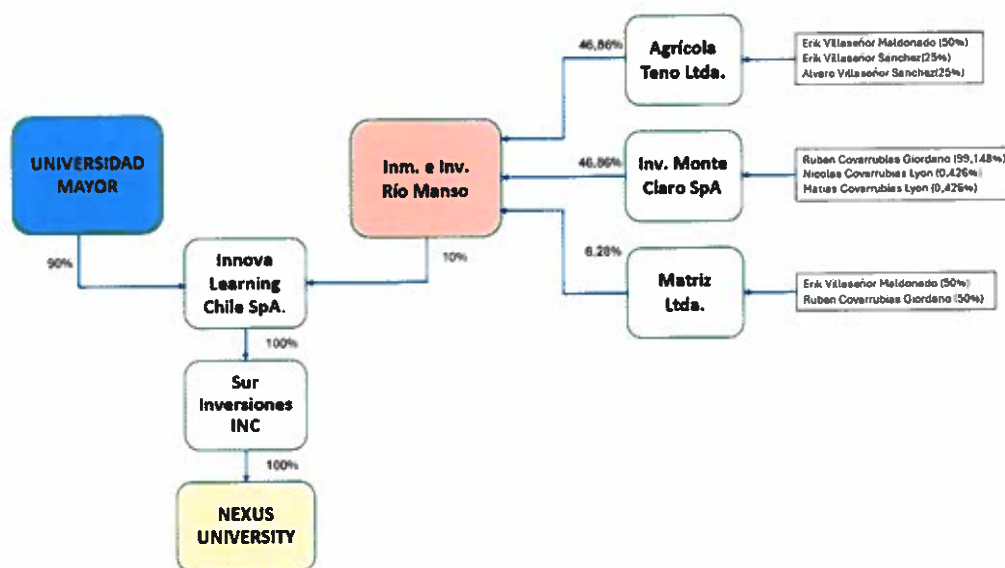 46,86%
Agrícola
Teno Ltda.
Erik Villaseñor Maldonado (50%)
Erik Villaseñor Sanchez(25%)
Alvaro Villaseñor Sanchez(25%)
UNIVERSIDAD
MAYOR
Inm. e Inv.
Río Manso
46,86%
Inv. Monte
Claro SpA
Ruben Covarrubias Giordano (99,148%)
Nicolas Covarrubias Lyon (0,426%)
Matias Covarrubias Lyon (0,426%)
90%
Innova
Learning
Chile SpA.
10%
6,28%
Matriz
Ltda.
Erik Villaseñor Maldonado (50%)
Ruben Covarrubias Giordano (50%)
100%
Sur
Inversiones
INC
100%
NEXUS
UNIVERSITY